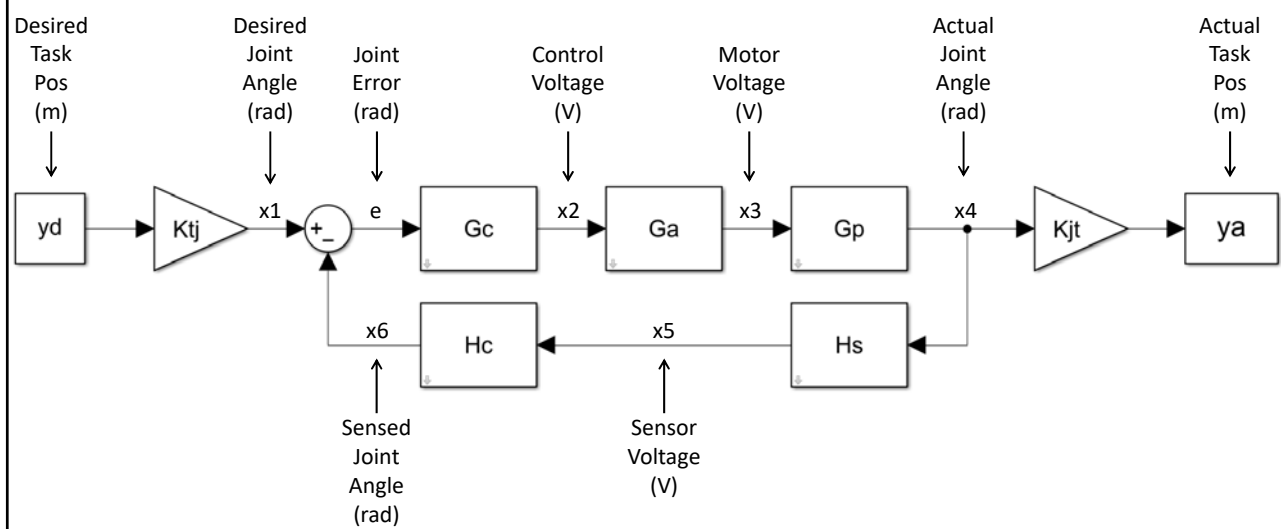 Desired
Task
Pos
(m)
Desired
Joint
Angle
(rad)
Joint
Error
(rad)
Control
Voltage
(V)
Motor
Voltage
(V)
Actual
Joint
Angle
(rad)
Actual
Task
Pos
(m)
yd
Ktj
x1
+
−
e
Gc
x2
Ga
x3
Gp
x4
Kjt
ya
x6
Hc
x5
Hs
Sensed
Joint
Angle
(rad)
Sensor
Voltage
(V)